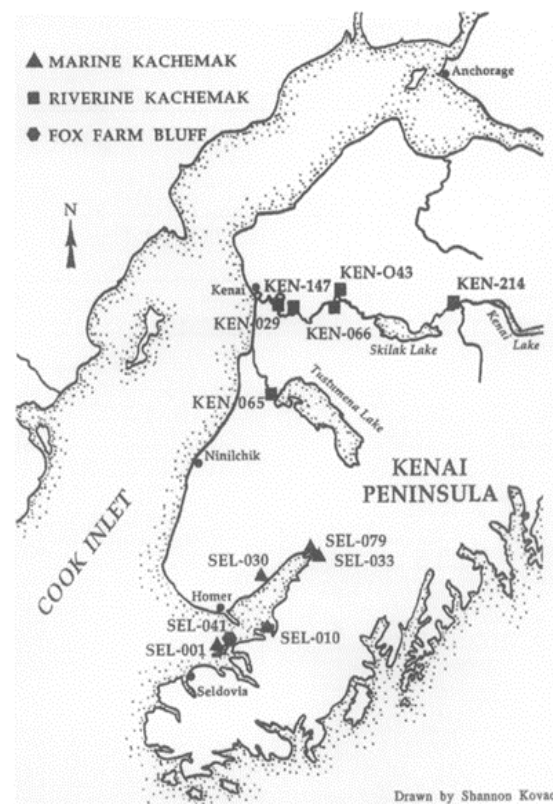 MARINE KACHEMAK
RIVERINE KACHEMAK
FOX FARM BLUFF
Anchorage
N
KEN-O43
KEN-147
KEN-214
Kenai
KEN-029
KEN-066
Kenai
Lake
Skilak Lake
Tustumena Lake
KEN-065
Ninilchik
KENAI
PENINSULA
COOK INLET
SEL-079
SEL-030
SEL-033
Homer
SEL-041
SEL-010
SEL-001
Seldovia
Drawn by Shannon Kovac